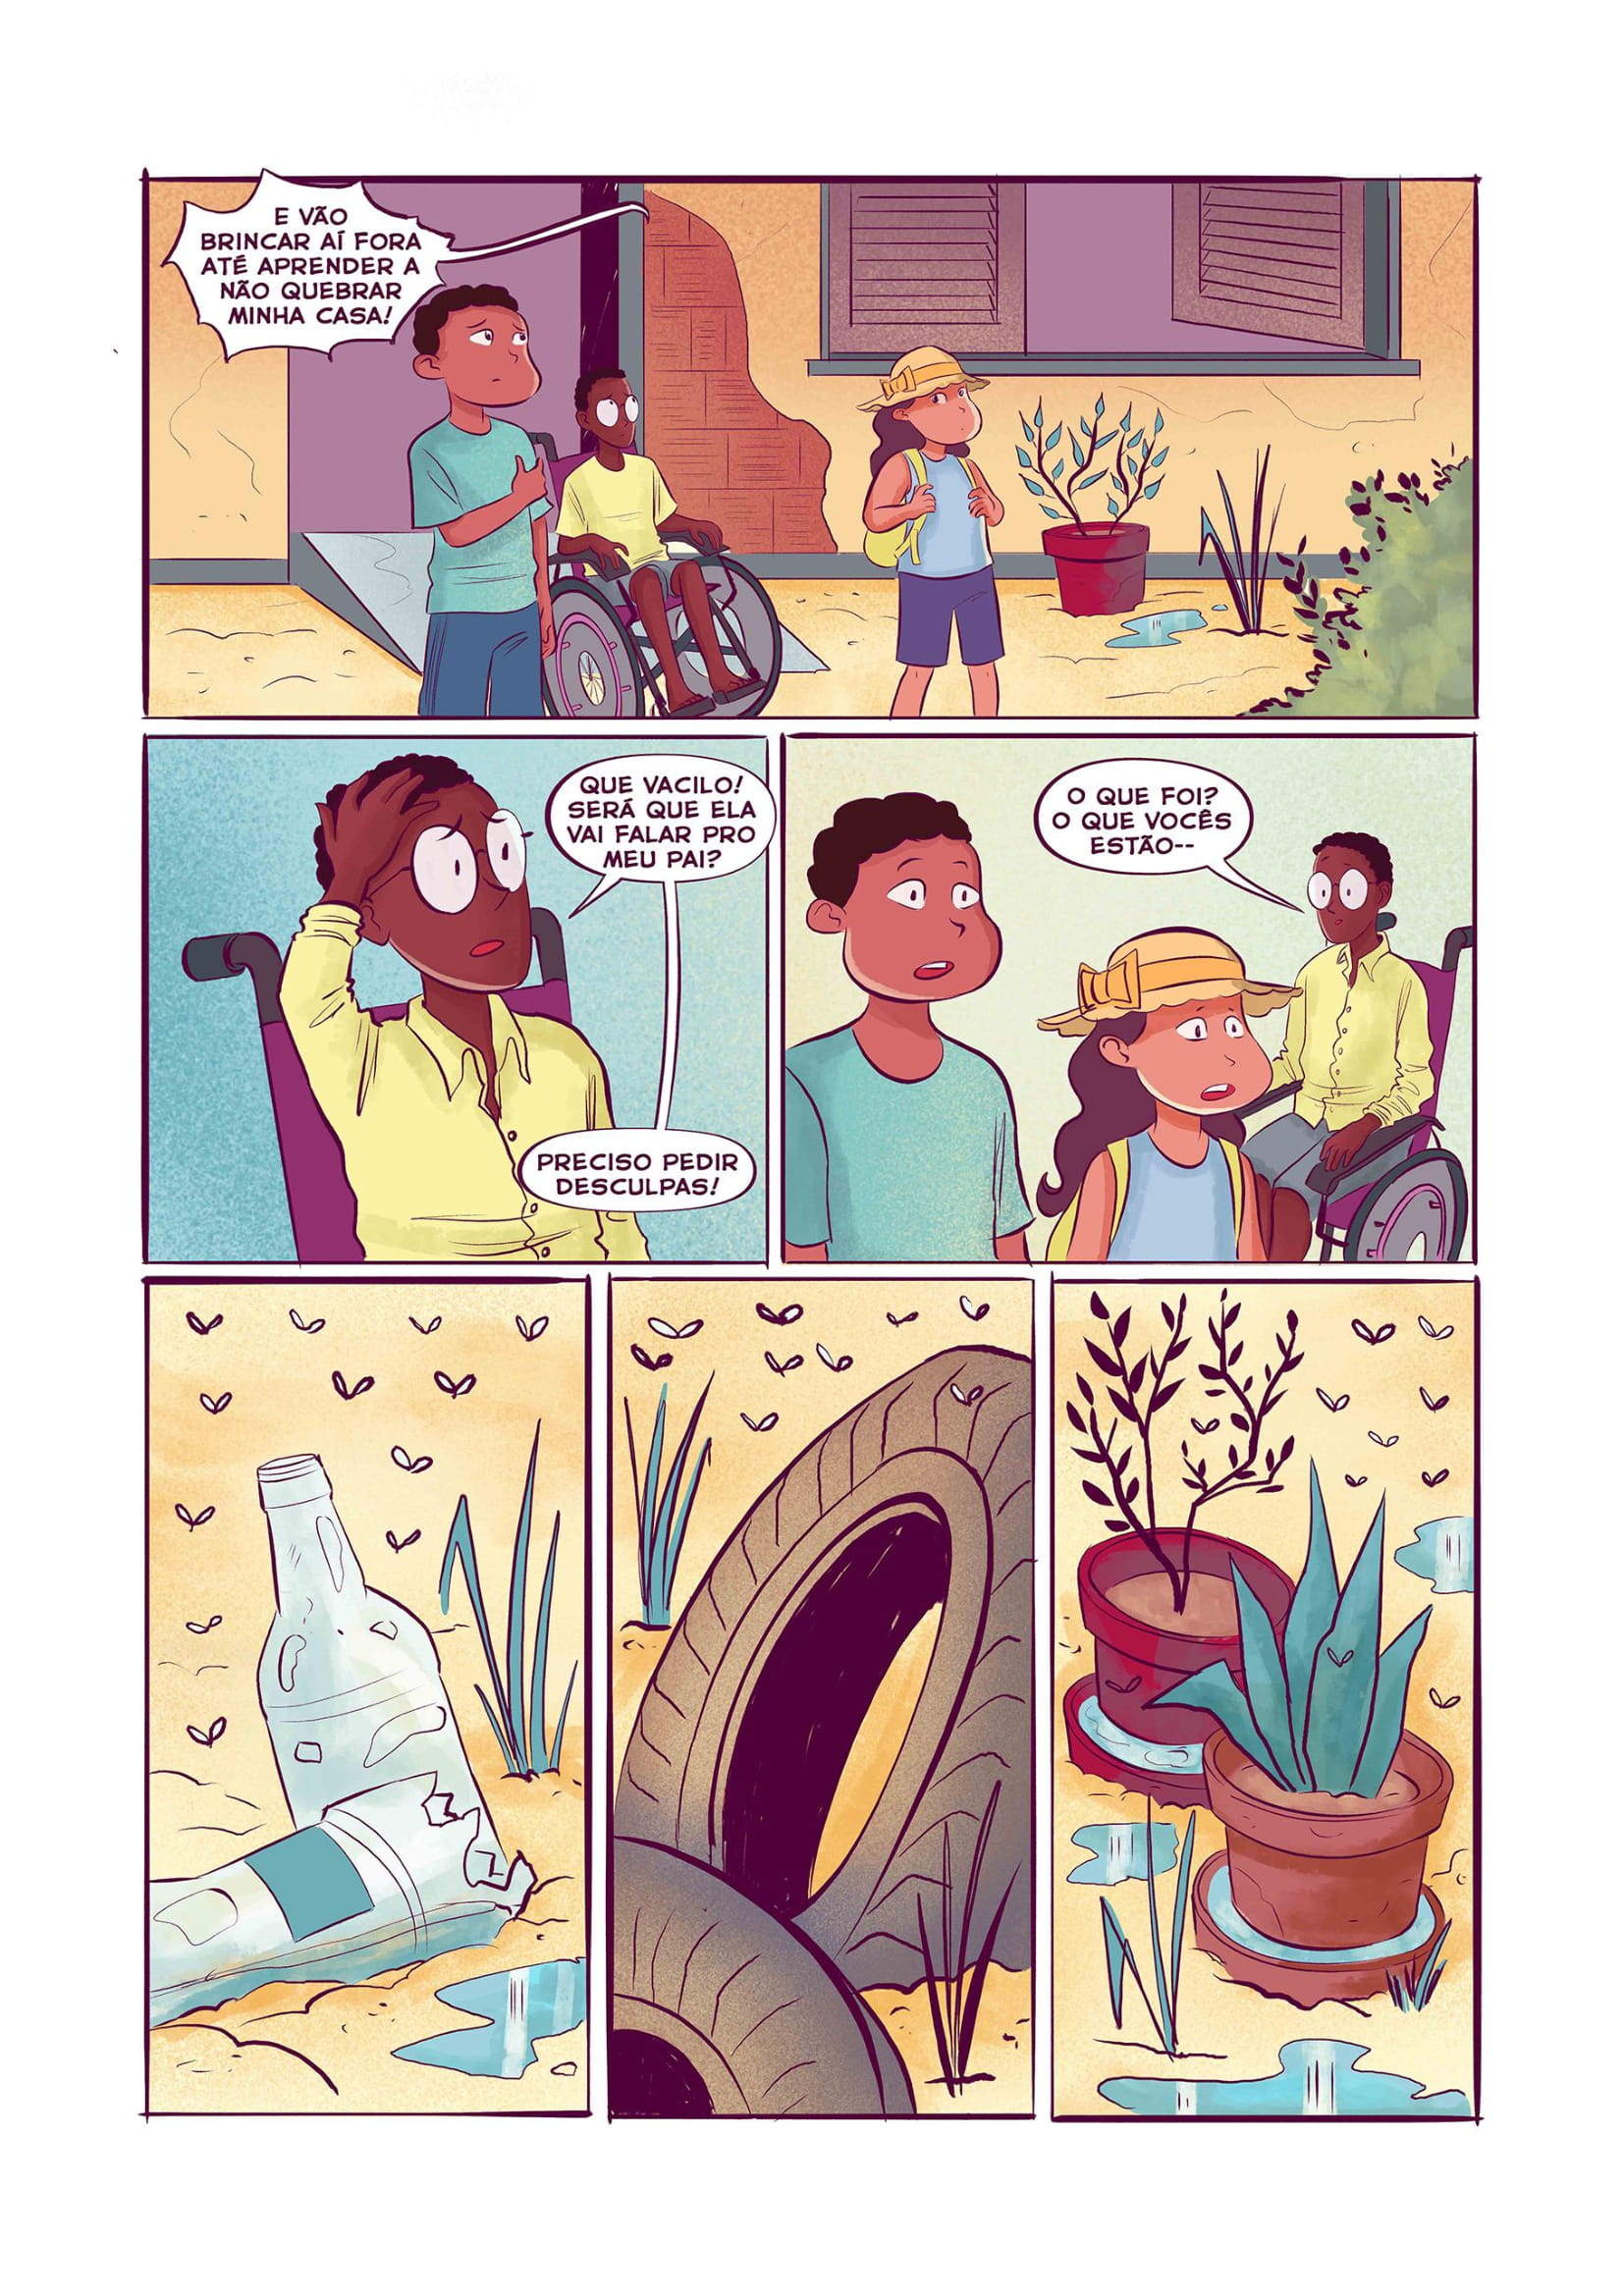 E VÃO
BRINCAR AÍ FORA
ATÉ APRENDER A
NÃO QUEBRAR
MINHA CASA!
QUE VACILO!
SERÁ QUE ELA
VAI FALAR PRO
MEU PAI?
PRECISO PEDIR
DESCULPAS!
O QUE FOI?
O QUE VOCÊS
ESTÃO--